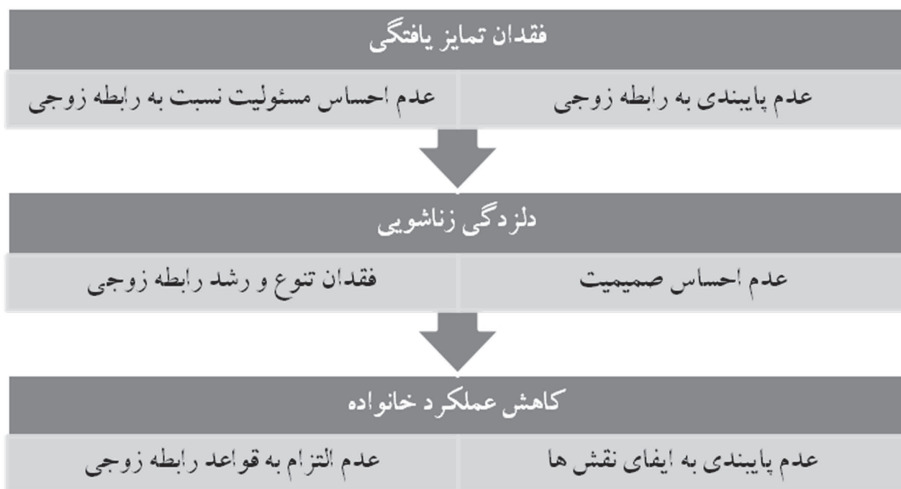 فقدان تمایز یافتگی
عدم پایبندی به رابطه زوجی
عدم احساس مسئولیت نسبت به رابطه زوجی
دلزدگی زناشویی
عدم احساس صمیمیت
فقدان تنوع و رشد رابطه زوجی
کاهش عملکرد خانواده
عدم پایبندی به ایفای نقش ها
عدم التزام به قواعد رابطه زوجی